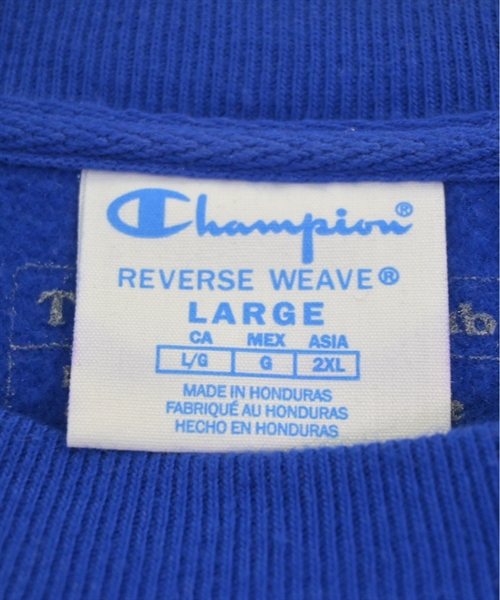 Champion®
REVERSE WEAVE®
LARGE
CA MEX ASIA
L/G G 2XL
MADE IN HONDURAS
FABRIQUÉ AU HONDURAS
HECHO EN HONDURAS